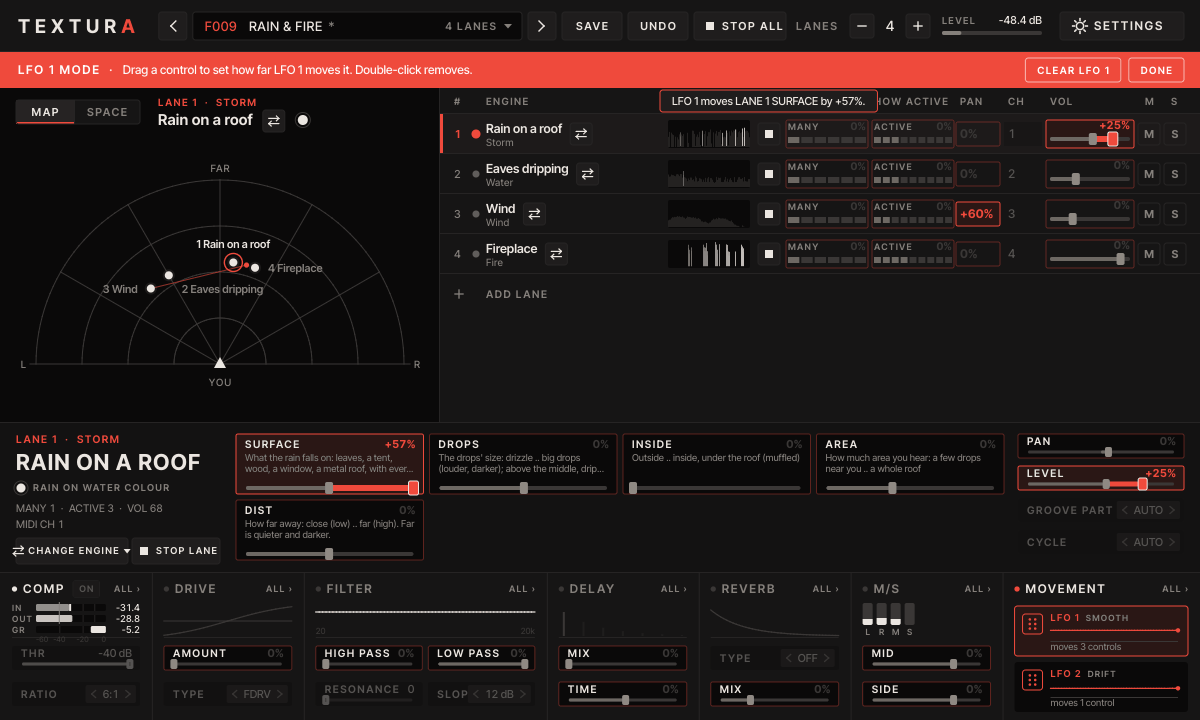 TEXTURA
F009 RAIN & FIRE * 4 LANES
SAVE
UNDO
STOP ALL
LANES
4
LEVEL -48.4 dB
SETTINGS
LFO 1 MODE · Drag a control to set how far LFO 1 moves it. Double-click removes.
CLEAR LFO 1
DONE
MAP SPACE
LANE 1 · STORM
Rain on a roof
FAR
1 Rain on a roof
4 Fireplace
3 Wind
2 Eaves dripping
L
R
YOU
# ENGINE
LFO 1 moves LANE 1 SURFACE by +57%.
HOW ACTIVE PAN CH VOL M S
1 Rain on a roof MANY 0% ACTIVE 0% 0% 1 +25% M S
Storm
2 Eaves dripping MANY 0% ACTIVE 0% 0% 2 0% M S
Water
3 Wind MANY 0% ACTIVE 0% +60% 3 0% M S
Wind
4 Fireplace MANY 0% ACTIVE 0% 0% 4 0% M S
Fire
+ ADD LANE
LANE 1 · STORM
RAIN ON A ROOF
RAIN ON WATER COLOUR
MANY 1 · ACTIVE 3 · VOL 68
MIDI CH 1
CHANGE ENGINE
STOP LANE
SURFACE +57%
What the rain falls on: leaves, a tent,
wood, a window, a metal roof, with ever...
DROPS 0%
The drops' size: drizzle .. big drops
(louder, darker); above the middle, drip...
INSIDE 0%
Outside .. inside, under the roof (muffled)
AREA 0%
How much area you hear: a few drops
near you .. a whole roof
DIST 0%
How far away: close (low) .. far (high). Far
is quieter and darker.
PAN 0%
LEVEL +25%
GROOVE PART < AUTO >
CYCLE < AUTO >
COMP ON ALL ›
IN -31.4
OUT -28.8
GR -5.2
-60 -40 -20 0
THR -40 dB
RATIO < 6:1 >
DRIVE ALL ›
AMOUNT 0%
TYPE < FDRV >
FILTER ALL ›
20 20k
HIGH PASS 0%
LOW PASS 0%
RESONANCE 0
SLOP < 12 dB >
DELAY ALL ›
MIX 0%
TIME 0%
REVERB ALL ›
TYPE < OFF >
MIX 0%
M/S ALL ›
L R M S
MID 0%
SIDE 0%
MOVEMENT ALL ›
LFO 1 SMOOTH
moves 3 controls
LFO 2 DRIFT
moves 1 control